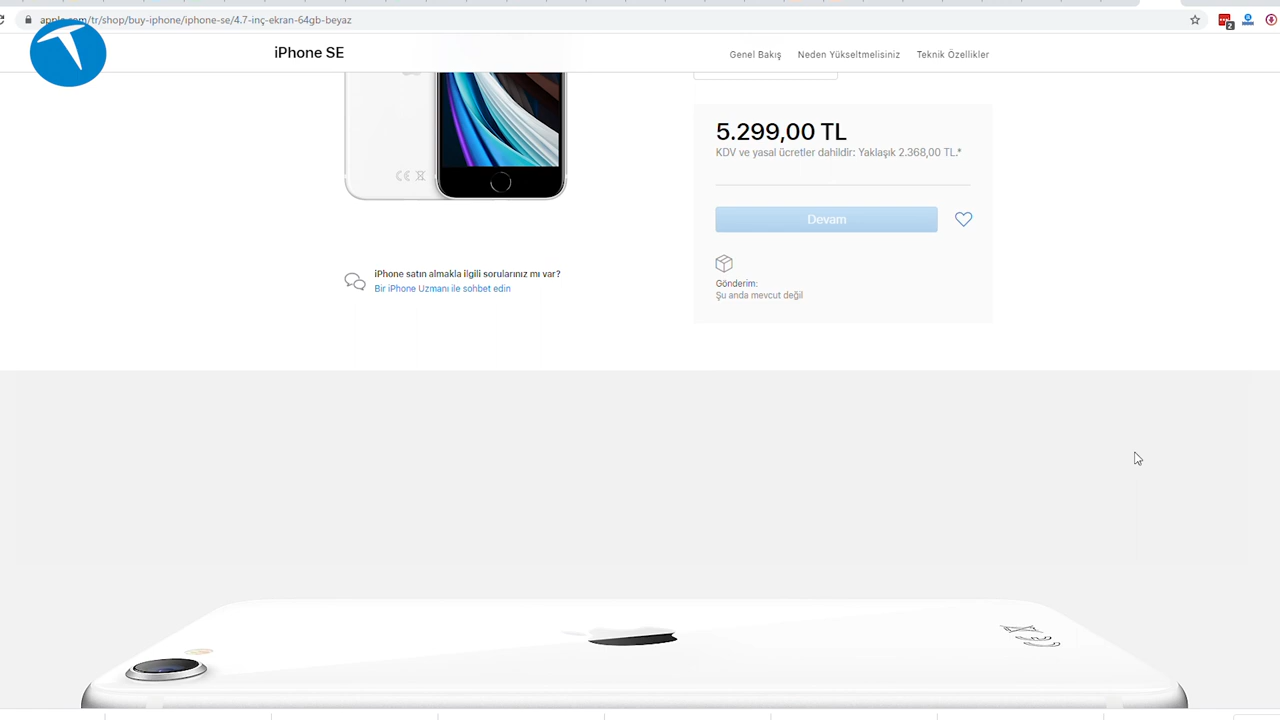 apple.com/tr/shop/buy-iphone/iphone-se/4.7-inç-ekran-64gb-beyaz
iPhone SE
Genel Bakış
Neden Yükseltmelisiniz
Teknik Özellikler
5.299,00 TL
KDV ve yasal ücretler dahildir: Yaklaşık 2.368,00 TL.*
Devam
iPhone satın almakla ilgili sorularınız mı var?
Bir iPhone Uzmanı ile sohbet edin
Gönderim:
Şu anda mevcut değil